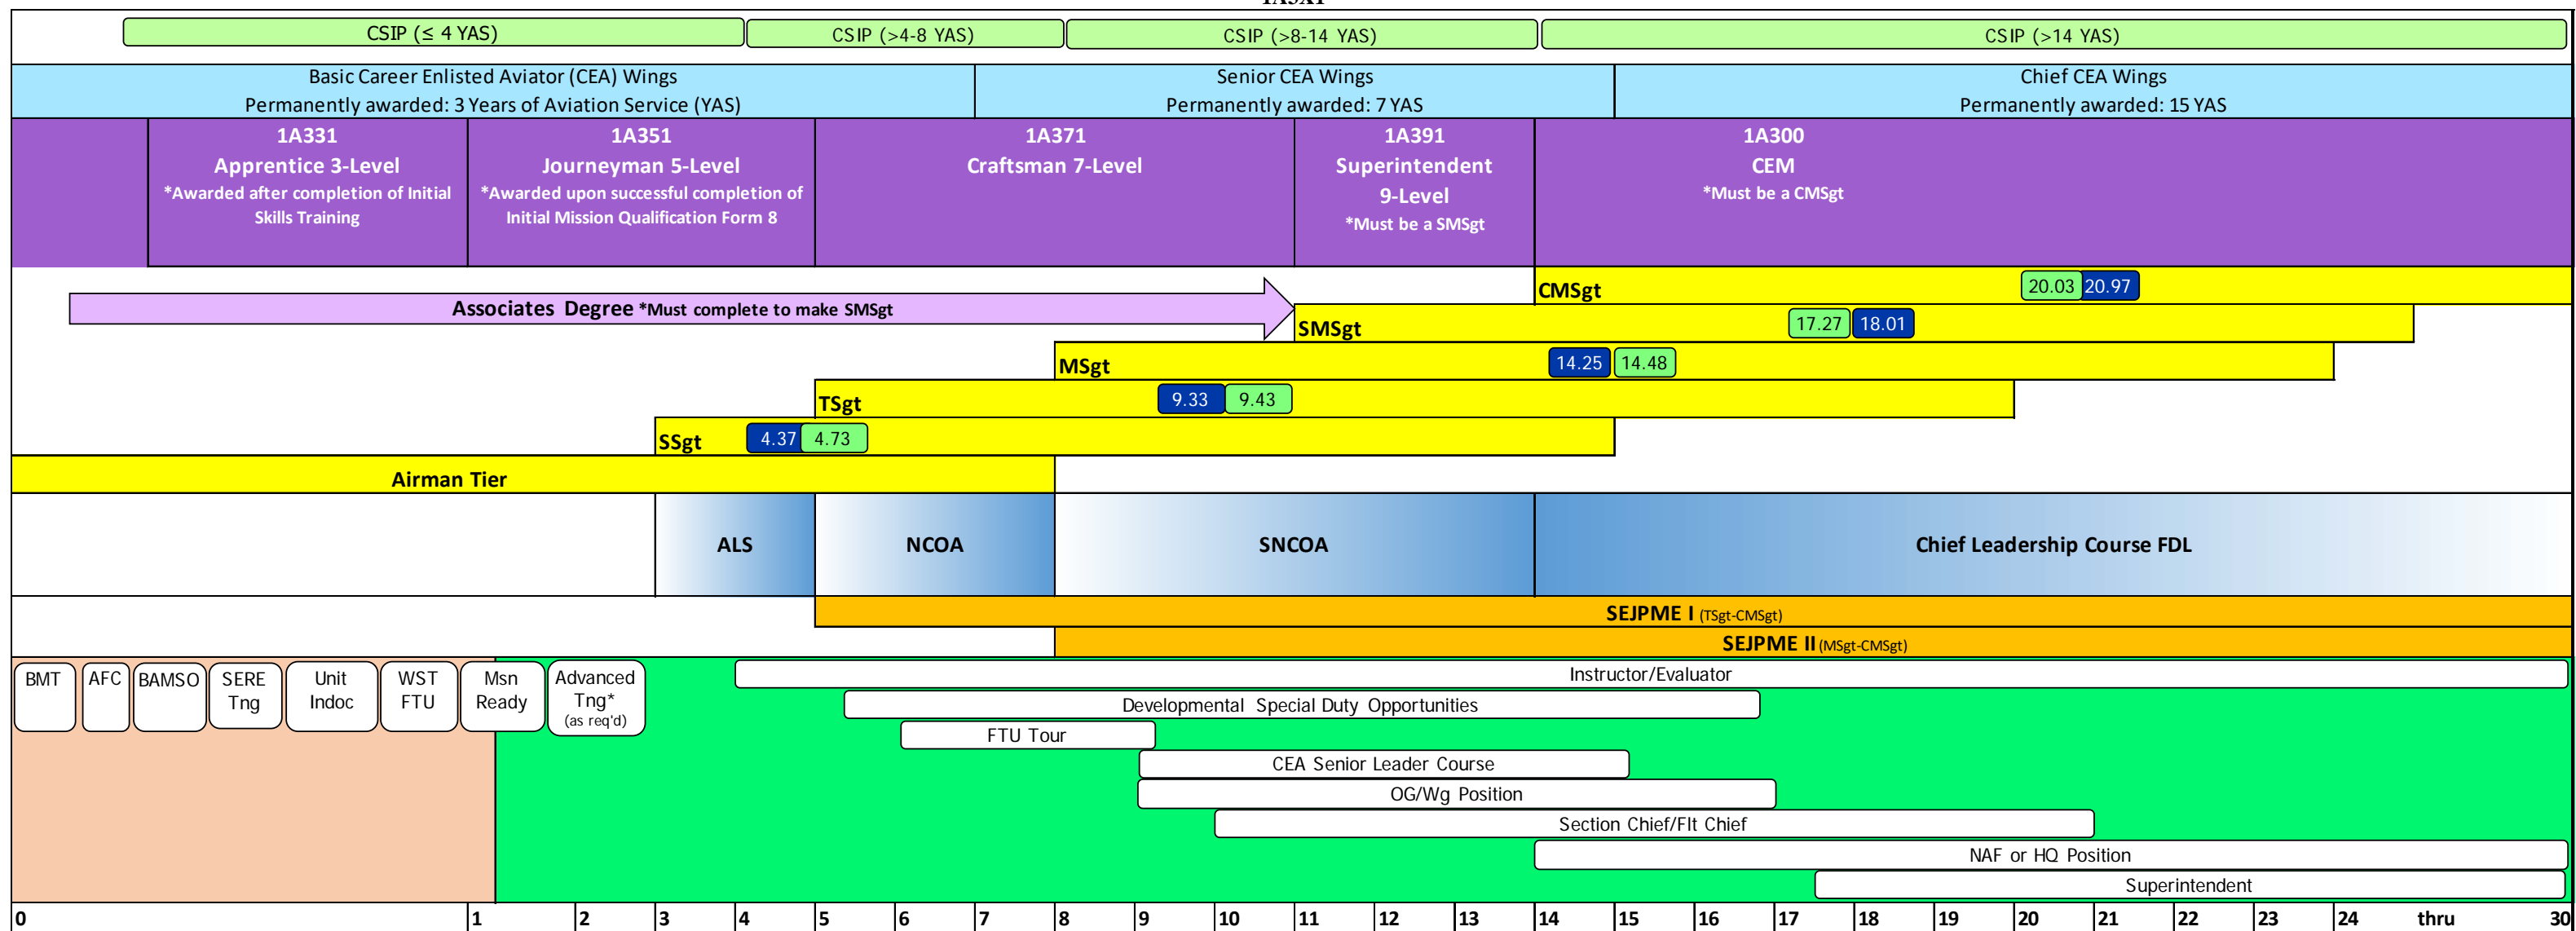 CSIP (≤ 4 YAS)
CSIP (>4-8 YAS)
CSIP (>8-14 YAS)
CSIP (>14 YAS)
Basic Career Enlisted Aviator (CEA) Wings
Permanently awarded: 3 Years of Aviation Service (YAS)
Senior CEA Wings
Permanently awarded: 7 YAS
Chief CEA Wings
Permanently awarded: 15 YAS
1A331
Apprentice 3-Level
*Awarded after completion of Initial
Skills Training
1A351
Journeyman 5-Level
*Awarded upon successful completion of
Initial Mission Qualification Form 8
1A371
Craftsman 7-Level
1A391
Superintendent
9-Level
*Must be a SMSgt
1A300
CEM
*Must be a CMSgt
CMSgt
20.03
20.97
Associates Degree *Must complete to make SMSgt
SMSgt
17.27
18.01
MSgt
14.25
14.48
TSgt
9.33
9.43
SSgt
4.37
4.73
Airman Tier
ALS
NCOA
SNCOA
Chief Leadership Course FDL
SEJPME I (TSgt-CMSgt)
SEJPME II (MSgt-CMSgt)
BMT
AFC
BAMSO
SERE
Tng
Unit
Indoc
WST
FTU
Msn
Ready
Advanced
Tng*
(as req'd)
Instructor/Evaluator
Developmental Special Duty Opportunities
FTU Tour
CEA Senior Leader Course
OG/Wg Position
Section Chief/Flt Chief
NAF or HQ Position
Superintendent
0 1 2 3 4 5 6 7 8 9 10 11 12 13 14 15 16 17 18 19 20 21 22 23 24 thru 30